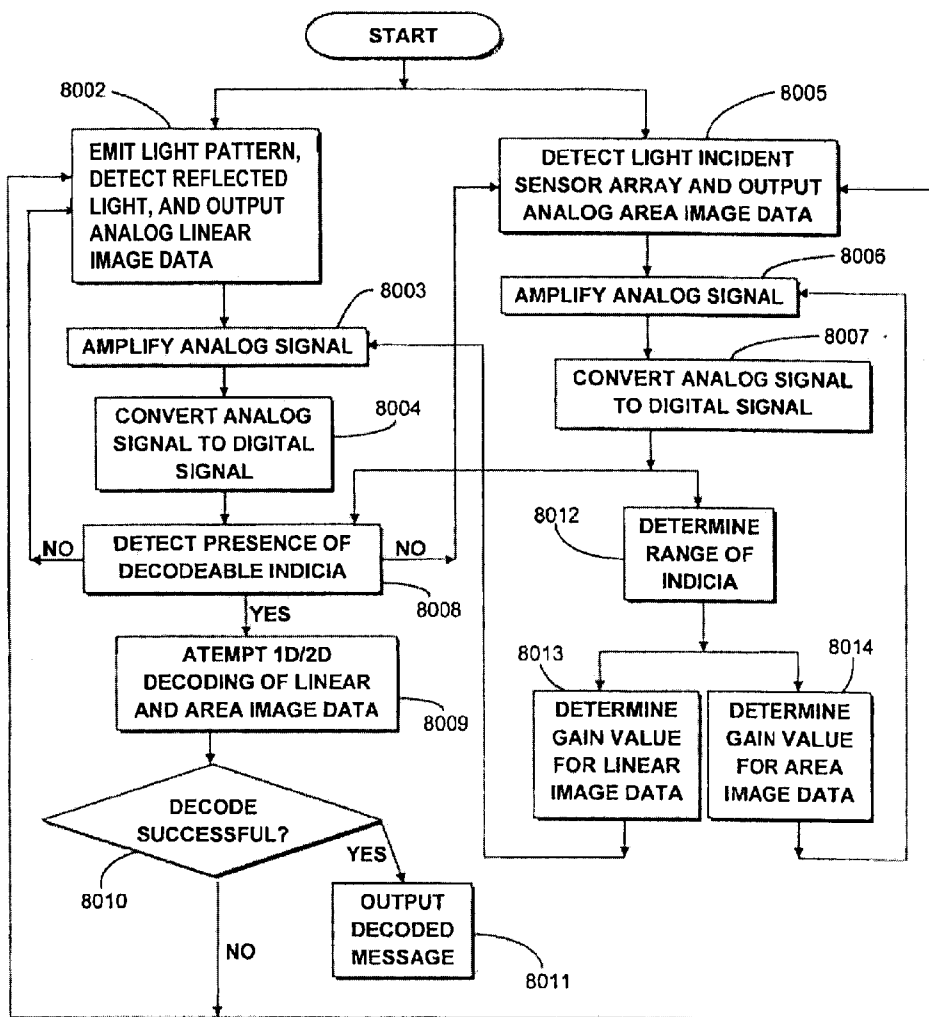 START
8002
EMIT LIGHT PATTERN,
DETECT REFLECTED
LIGHT, AND OUTPUT
ANALOG LINEAR
IMAGE DATA
8005
DETECT LIGHT INCIDENT
SENSOR ARRAY AND OUTPUT
ANALOG AREA IMAGE DATA
8003
AMPLIFY ANALOG SIGNAL
8006
AMPLIFY ANALOG SIGNAL
8004
CONVERT ANALOG
SIGNAL TO DIGITAL
SIGNAL
8007
CONVERT ANALOG SIGNAL
TO DIGITAL SIGNAL
NO
DETECT PRESENCE OF
DECODEABLE INDICIA
NO
8008
YES
8012
DETERMINE
RANGE OF
INDICIA
ATEMPT 1D/2D
DECODING OF LINEAR
AND AREA IMAGE DATA
8009
8013
DETERMINE
GAIN VALUE
FOR LINEAR
IMAGE DATA
8014
DETERMINE
GAIN VALUE
FOR AREA
IMAGE DATA
DECODE
SUCCESSFUL?
8010
YES
NO
OUTPUT
DECODED
MESSAGE
8011